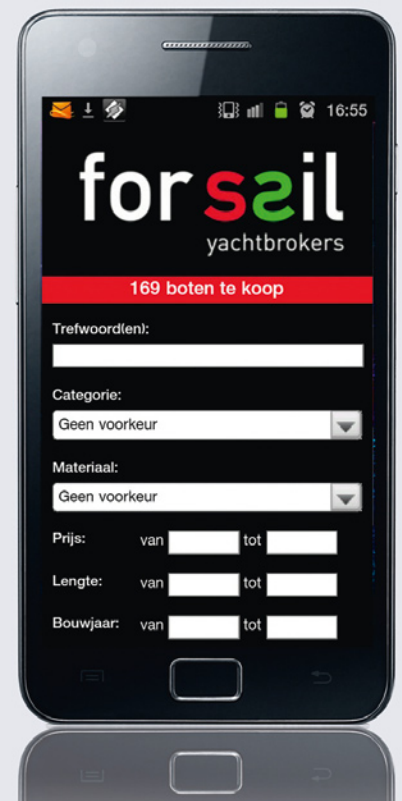 16:55
for ssil
yachtbrokers
169 boten te koop
Trefwoord(en):
Categorie:
Geen voorkeur
Materiaal:
Geen voorkeur
Prijs: van tot
Lengte: van tot
Bouwjaar: van tot